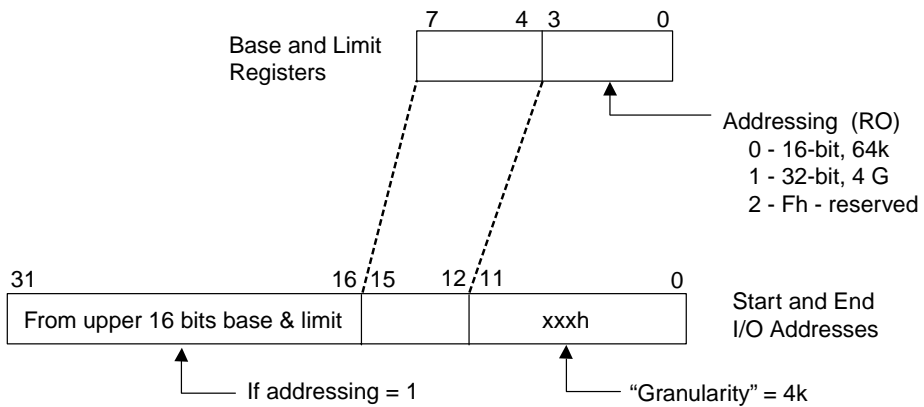 7 4 3 0
Base and Limit
Registers
Addressing (RO)
0 - 16-bit, 64k
1 - 32-bit, 4 G
2 - Fh - reserved
31 16 15 12 11 0
From upper 16 bits base & limit
xxxh
Start and End
I/O Addresses
If addressing = 1
“Granularity” = 4k